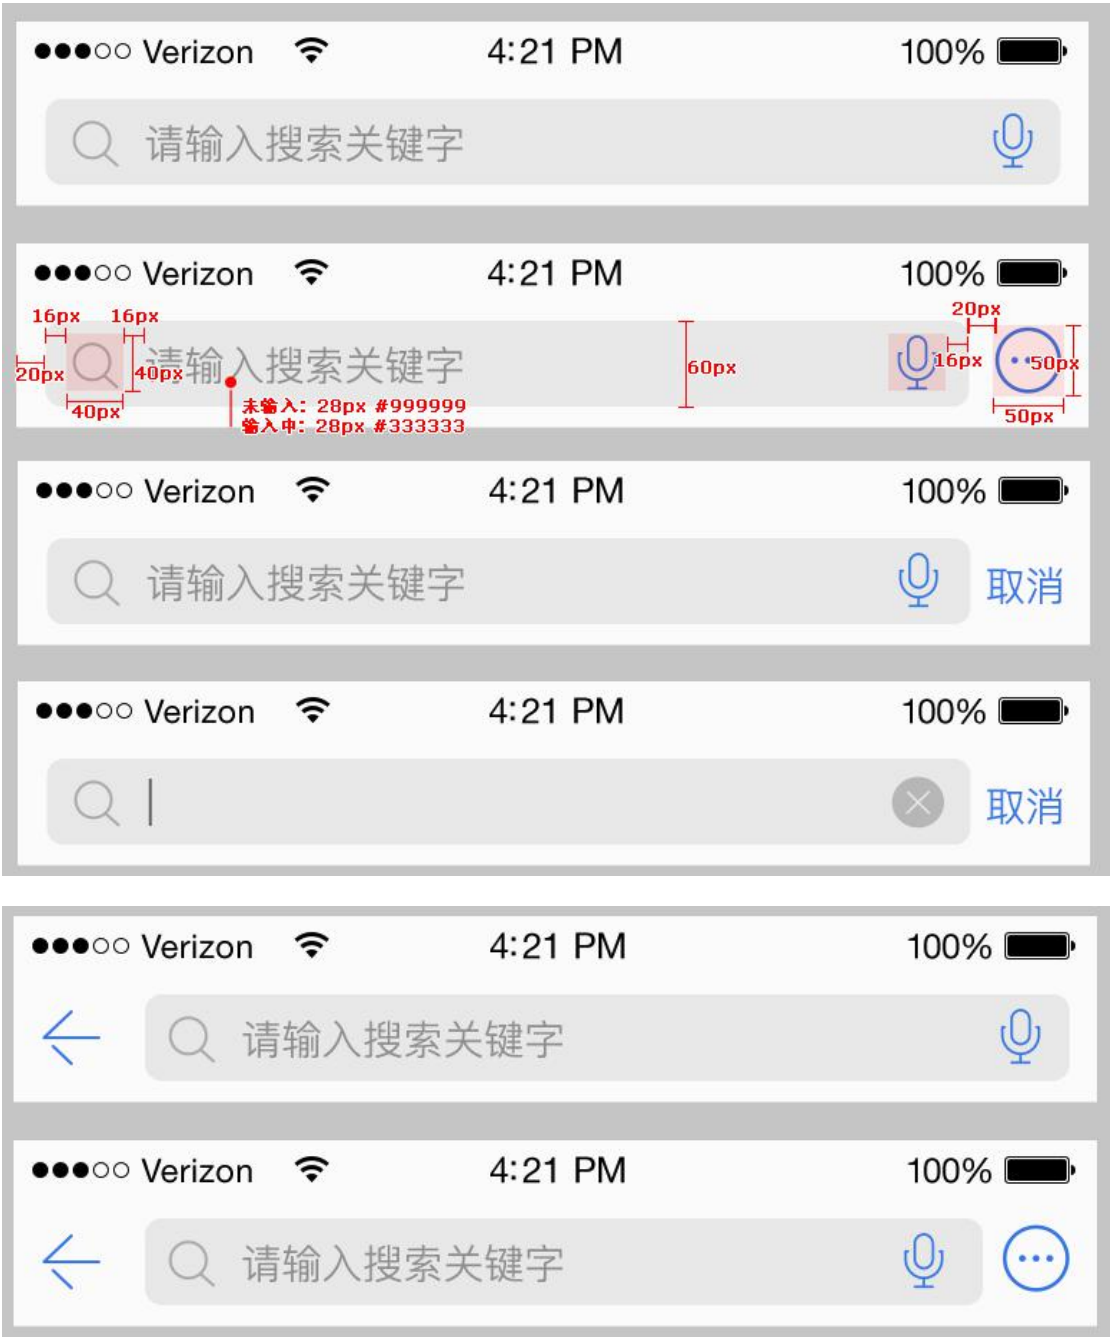 Verizon 4:21 PM 100%
请输入搜索关键字
Verizon 4:21 PM 100%
16px 16px 20px
20px 请输入搜索关键字 40px 60px 16px 50px
40px 50px
未输入: 28px #999999
输入中: 28px #333333
Verizon 4:21 PM 100%
请输入搜索关键字 取消
Verizon 4:21 PM 100%
取消
Verizon 4:21 PM 100%
请输入搜索关键字
Verizon 4:21 PM 100%
请输入搜索关键字